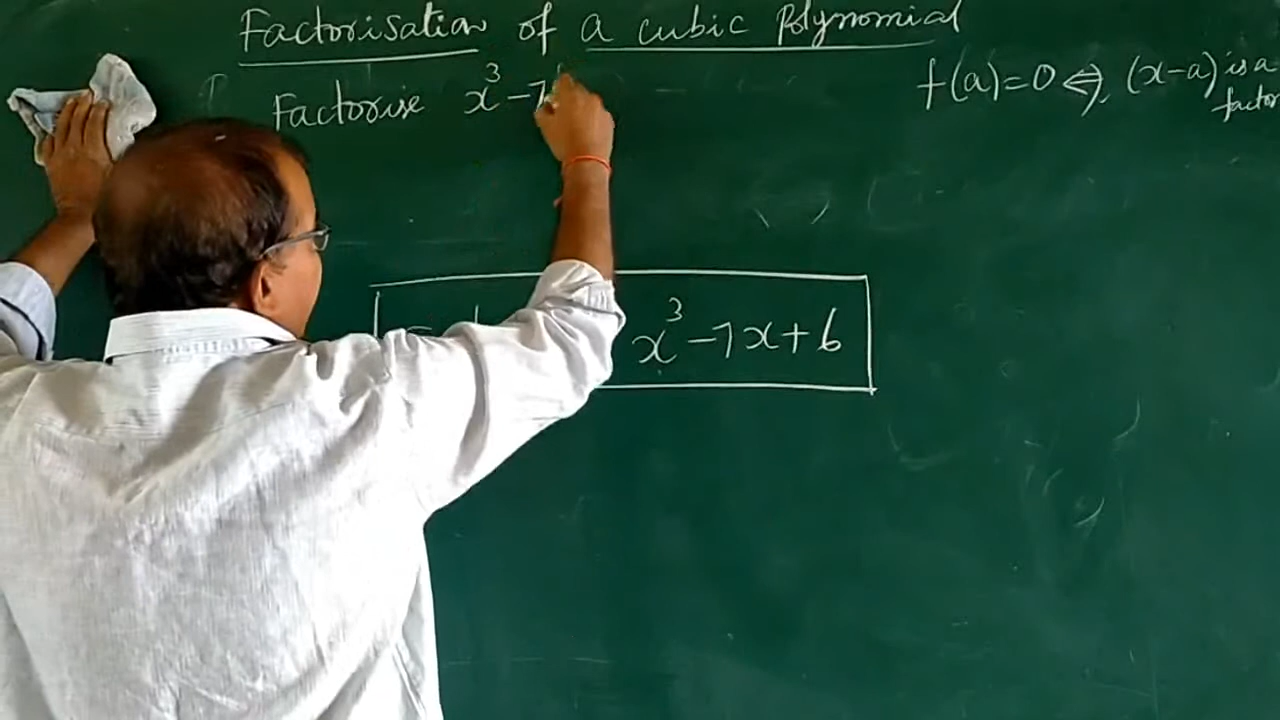 Factorisation of a cubic Polynomial
Factorise x³ - 7
f(a) = 0 ⇔, (x-a) is a factor
x³ - 7x + 6